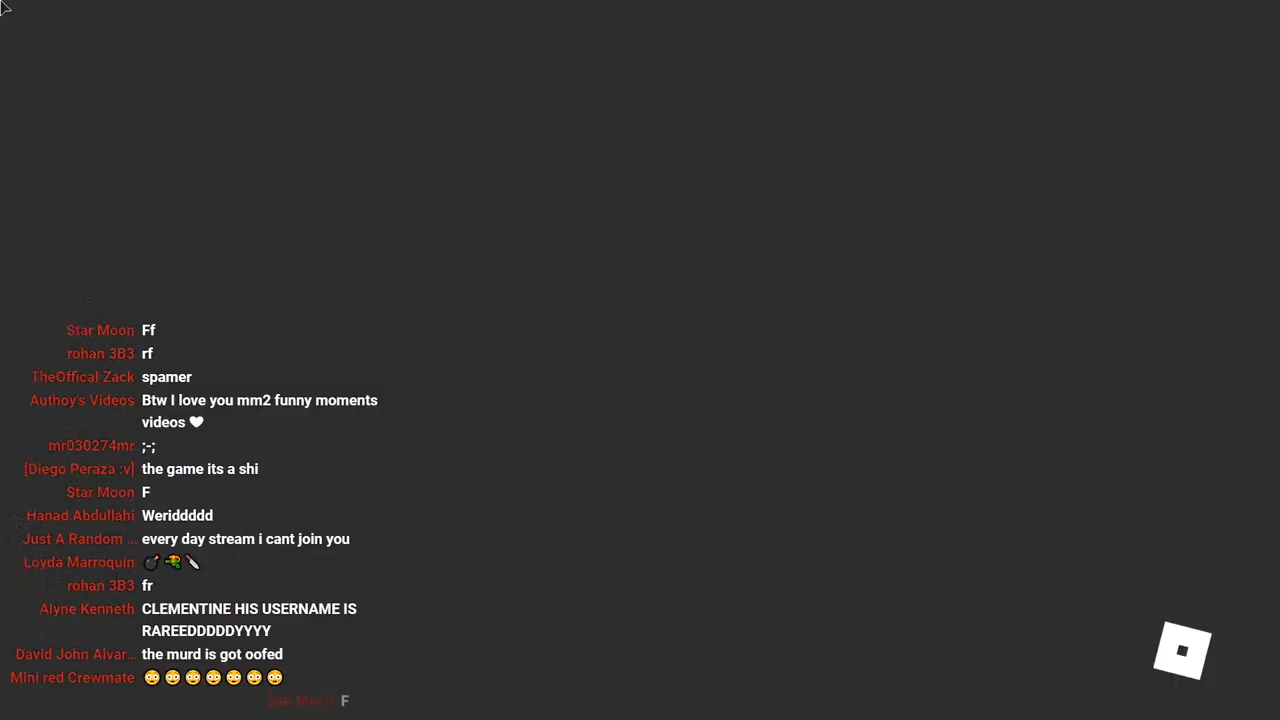 Star Moon Ff
rohan 3B3 rf
TheOffical Zack spamer
Authoy's Videos Btw I love you mm2 funny moments
videos 🤍
mr030274mr ;-;
[Diego Peraza :v] the game its a shi
Star Moon F
Hanad Abdullahi Weriddddd
Just A Random ... every day stream i cant join you
Loyda Marroquin 💣 🔫 🔪
rohan 3B3 fr
Alyne Kenneth CLEMENTINE HIS USERNAME IS
RAREEDDDDDYYYY
David John Alvar... the murd is got oofed
Mini red Crewmate 😳 😳 😳 😳 😳 😳 😳
Star Moon F